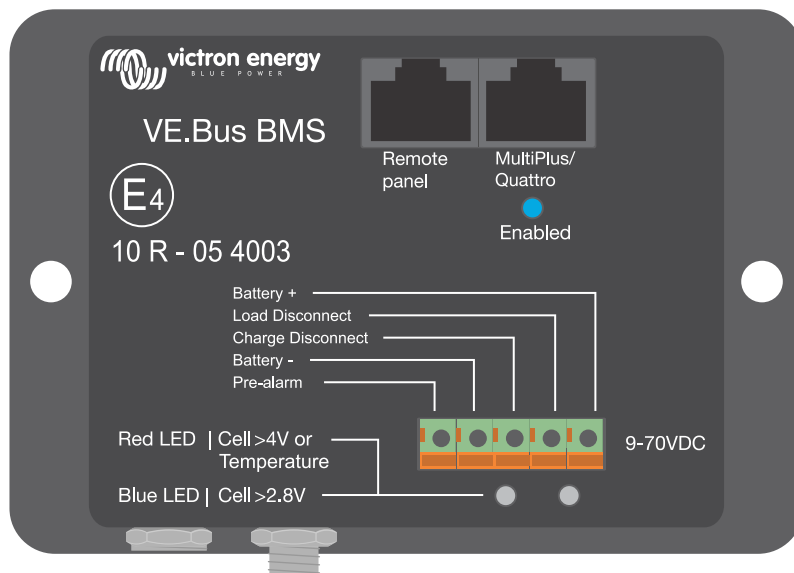 victron energy
BLUE POWER
VE.Bus BMS
Remote
panel
MultiPlus/
Quattro
Enabled
E4
10 R - 05 4003
Battery +
Load Disconnect
Charge Disconnect
Battery -
Pre-alarm
Red LED | Cell >4V or
Temperature
9-70VDC
Blue LED | Cell >2.8V